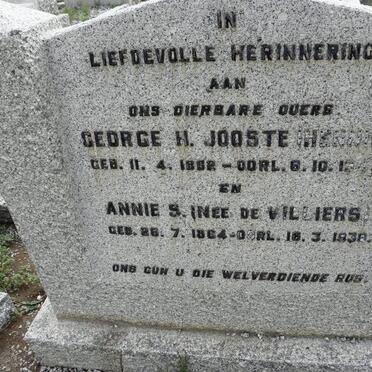 IN
LIEFDEVOLLE HERINNERING
AAN
ONS DIERBARE OUERS
GEORGE H. JOOSTE
GEB. 11. 4. 1862 - OORL. 6. 10.
EN
ANNIE S. (NEE DE VILLIERS)
GEB. 26. 7. 1864 - OORL. 16. 3. 1938.
ONS GUN U DIE WELVERDIENDE RUS.